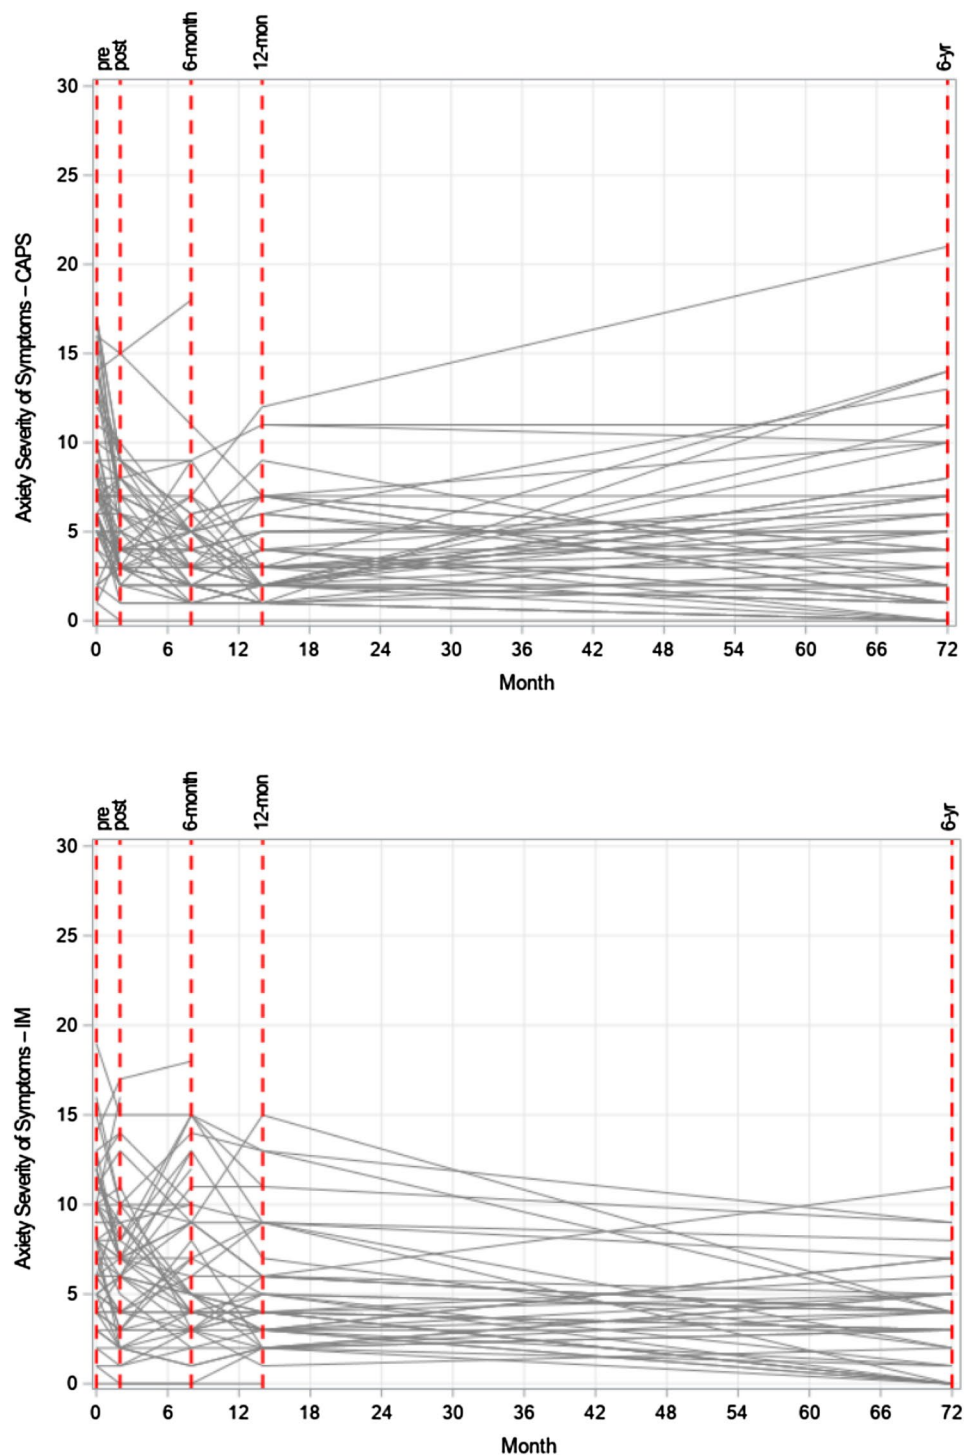 pre
post
6-month
12-mon
6-yr
30
25
20
15
10
5
0
Axiety Severity of Symptoms – CAPS
0 6 12 18 24 30 36 42 48 54 60 66 72
Month
pre
post
6-month
12-mon
6-yr
30
25
20
15
10
5
0
Axiety Severity of Symptoms – IM
0 6 12 18 24 30 36 42 48 54 60 66 72
Month